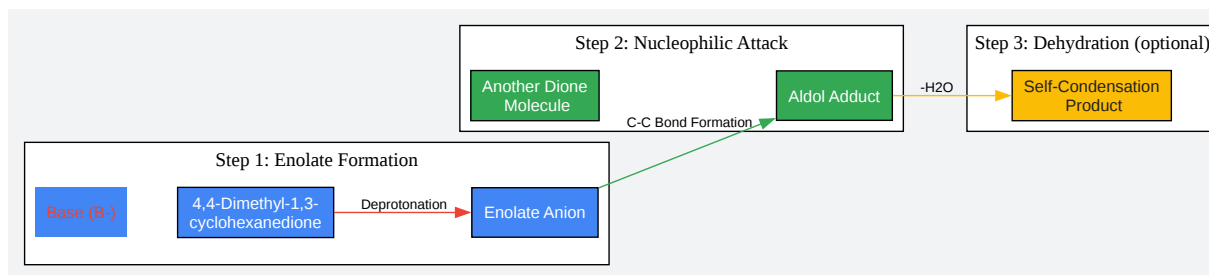 Step 2: Nucleophilic Attack
Another Dione
Molecule
Aldol Adduct
C-C Bond Formation
-H2O
Step 3: Dehydration (optional)
Self-Condensation
Product
Step 1: Enolate Formation
Base (B-)
4,4-Dimethyl-1,3-
cyclohexanedione
Deprotonation
Enolate Anion